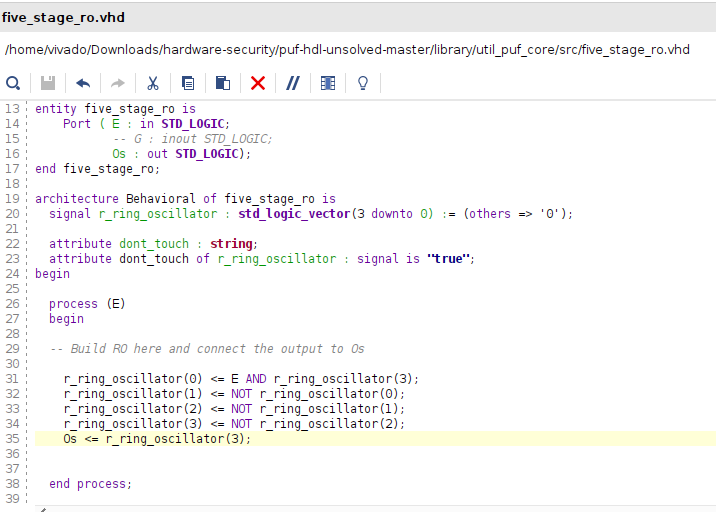 five_stage_ro.vhd
/home/vivado/Downloads/hardware-security/puf-hdl-unsolved-master/library/util_puf_core/src/five_stage_ro.vhd
13 entity five_stage_ro is
14     Port ( E : in STD_LOGIC;
15            -- G : inout STD_LOGIC;
16            Os : out STD_LOGIC);
17 end five_stage_ro;
18
19 architecture Behavioral of five_stage_ro is
20   signal r_ring_oscillator : std_logic_vector(3 downto 0) := (others => '0');
21
22   attribute dont_touch : string;
23   attribute dont_touch of r_ring_oscillator : signal is "true";
24 begin
25
26   process (E)
27   begin
28
29   -- Build RO here and connect the output to Os
30
31     r_ring_oscillator(0) <= E AND r_ring_oscillator(3);
32     r_ring_oscillator(1) <= NOT r_ring_oscillator(0);
33     r_ring_oscillator(2) <= NOT r_ring_oscillator(1);
34     r_ring_oscillator(3) <= NOT r_ring_oscillator(2);
35     Os <= r_ring_oscillator(3);
36
37
38   end process;
39